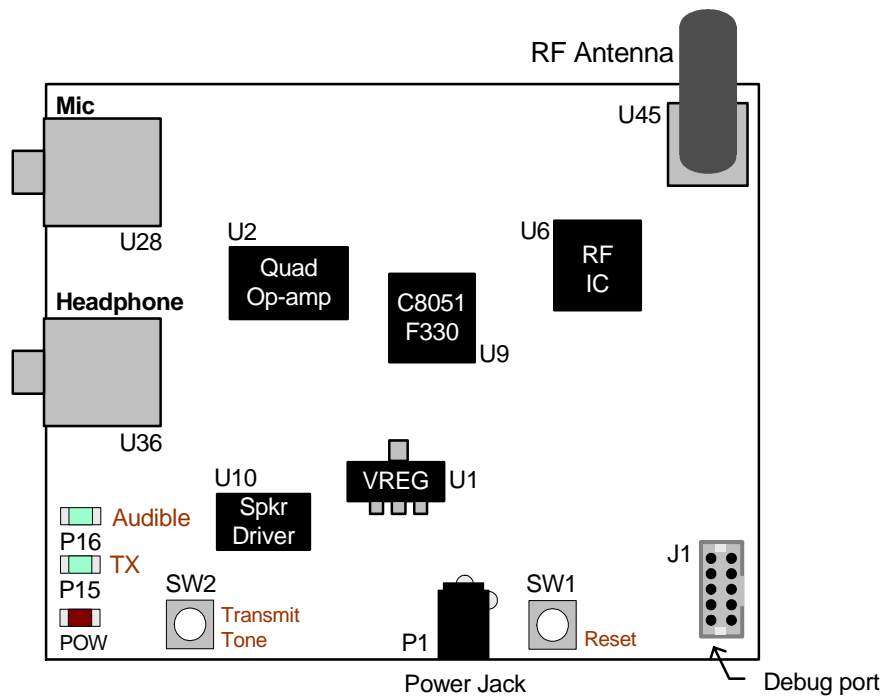 RF Antenna
Mic
U45
U28
U2
Quad
Op-amp
U6
RF
IC
Headphone
C8051
F330
U9
U36
VREG
U1
U10
Spkr
Driver
Audible
P16
TX
P15
POW
SW2
Transmit
Tone
P1
SW1
Reset
J1
Power Jack
Debug port